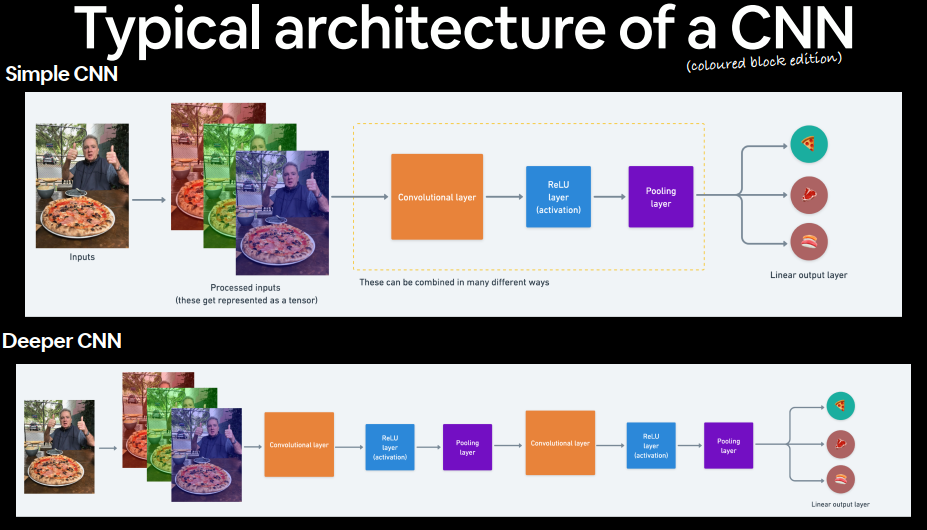 Typical architecture of a CNN
(coloured block edition)
Simple CNN
Inputs
Processed inputs
(these get represented as a tensor)
Convolutional layer
ReLU
layer
(activation)
Pooling
layer
These can be combined in many different ways
Linear output layer
Deeper CNN
Convolutional layer
ReLU
layer
(activation)
Pooling
layer
Convolutional layer
ReLU
layer
(activation)
Pooling
layer
Linear output layer